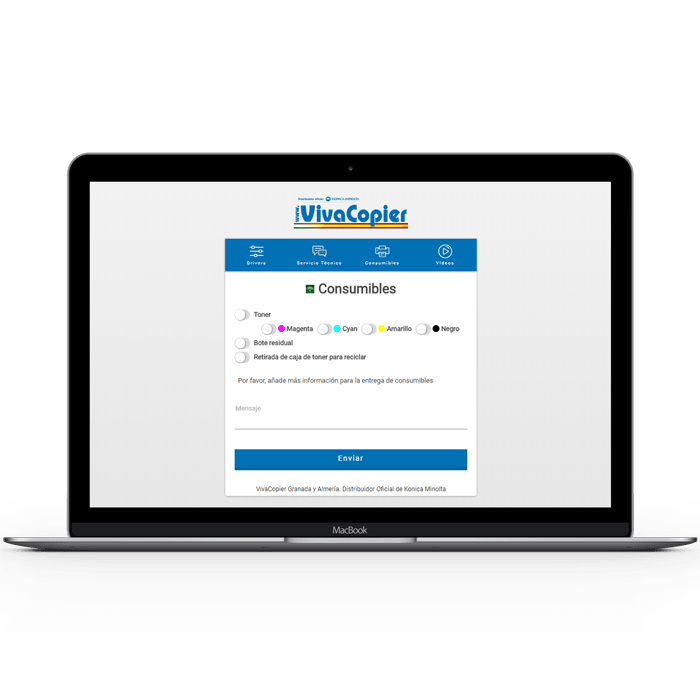 Distribuidor oficial KONICA MINOLTA
www.VivaCopier
Drivers Servicio Técnico Consumibles Vídeos
Consumibles
Toner
Magenta Cyan Amarillo Negro
Bote residual
Retirada de caja de toner para reciclar
Por favor, añade más información para la entrega de consumibles
Mensaje
Enviar
VivaCopier Granada y Almería. Distribuidor Oficial de Konica Minolta
MacBook